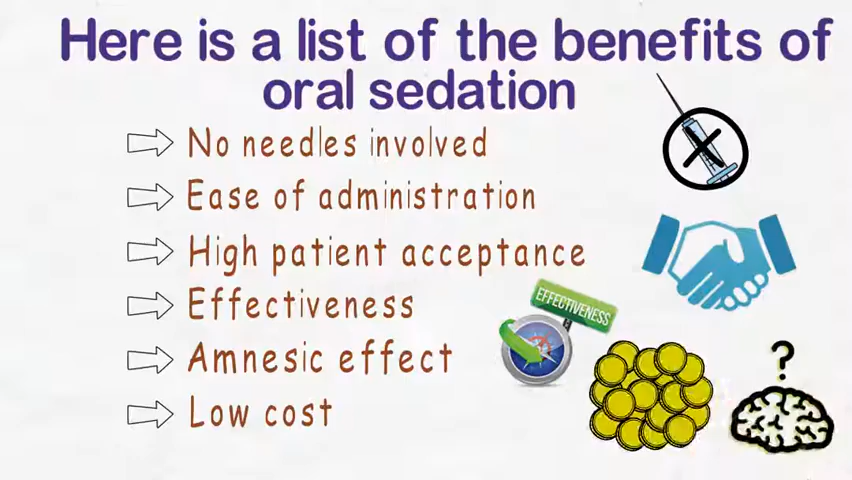 Here is a list of the benefits of
oral sedation
No needles involved
Ease of administration
High patient acceptance
Effectiveness
EFFECTIVENESS
Amnesic effect
Low cost
?